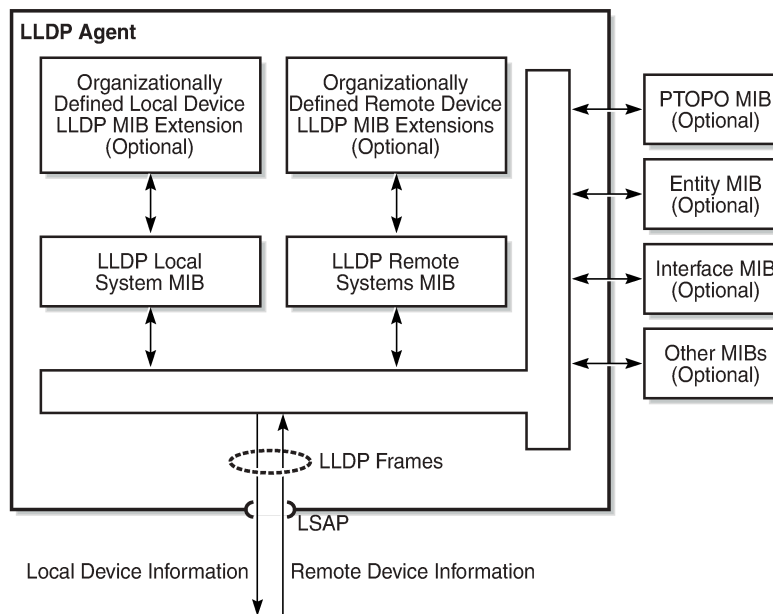 LLDP Agent
Organizationally
Defined Local Device
LLDP MIB Extension
(Optional)
Organizationally
Defined Remote Device
LLDP MIB Extensions
(Optional)
LLDP Local
System MIB
LLDP Remote
Systems MIB
PTOPO MIB
(Optional)
Entity MIB
(Optional)
Interface MIB
(Optional)
Other MIBs
(Optional)
LLDP Frames
LSAP
Local Device Information
Remote Device Information